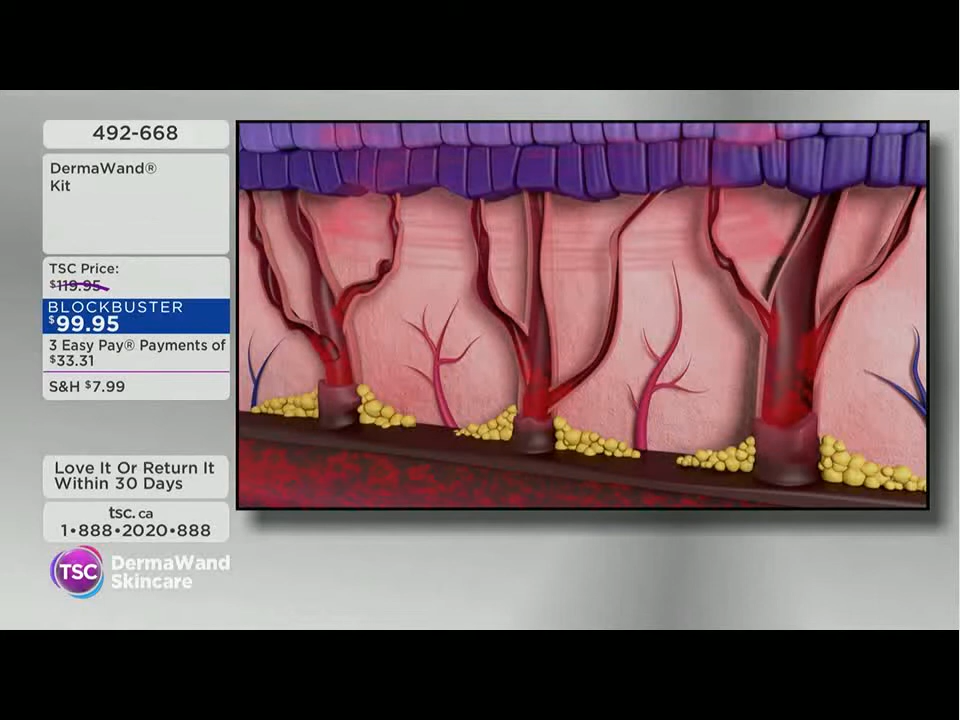 492-668
DermaWand®
Kit
TSC Price:
$119.95
BLOCKBUSTER
$99.95
3 Easy Pay® Payments of
$33.31
S&H $7.99
Love It Or Return It
Within 30 Days
tsc.ca
1•888•2020•888
TSC
DermaWand
Skincare